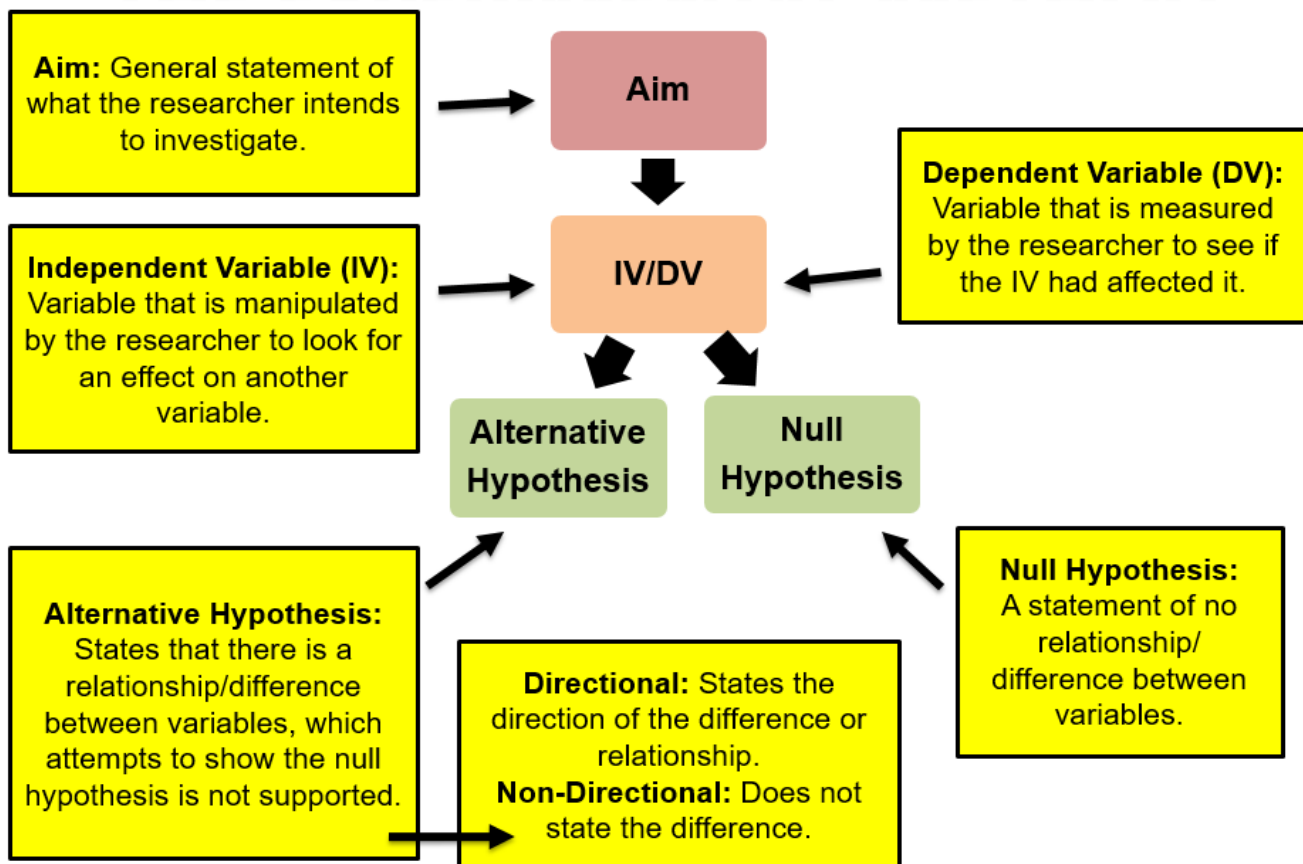 Aim: General statement of
what the researcher intends
to investigate.
Aim
Dependent Variable (DV):
Variable that is measured
by the researcher to see if
the IV had affected it.
Independent Variable (IV):
Variable that is manipulated
by the researcher to look for
an effect on another
variable.
IV/DV
Alternative
Hypothesis
Null
Hypothesis
Alternative Hypothesis:
States that there is a
relationship/difference
between variables, which
attempts to show the null
hypothesis is not supported.
Directional: States the
direction of the difference or
relationship.
Non-Directional: Does not
state the difference.
Null Hypothesis:
A statement of no
relationship/
difference between
variables.